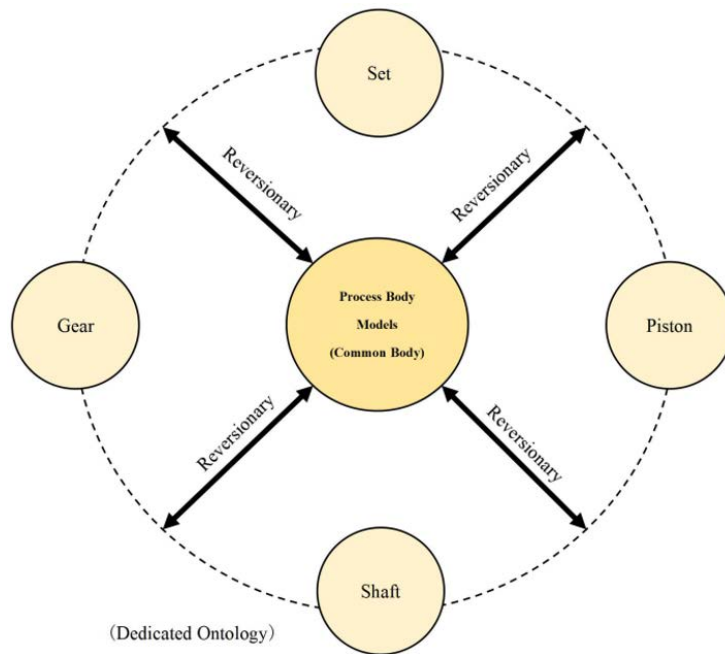 Set
Reversionary
Reversionary
Gear
Process Body
Models
(Common Body)
Piston
Reversionary
Reversionary
Shaft
（Dedicated Ontology）